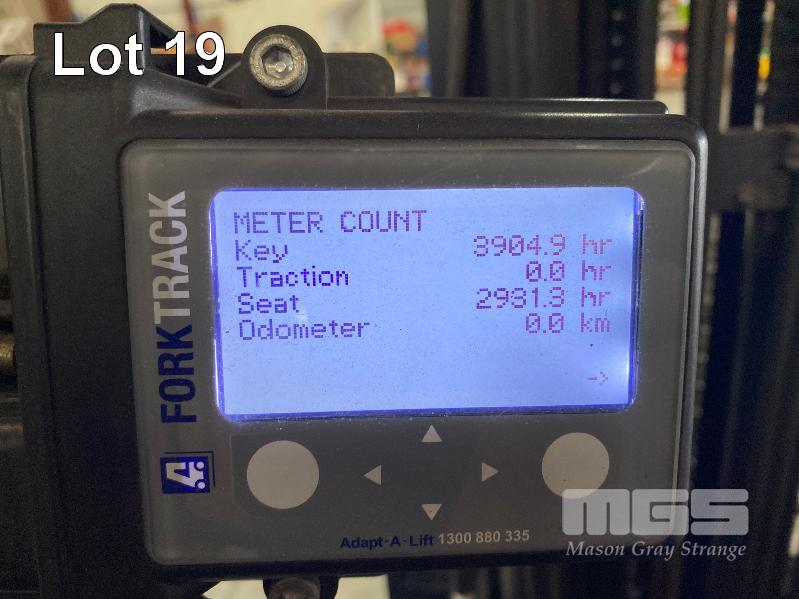 Lot 19
FORKTRACK
METER COUNT
Key 3904.9 hr
Traction 0.0 hr
Seat 2931.3 hr
Odometer 0.0 km
->
Adapt-A-Lift 1300 880 335
MGS
Mason Gray Strange